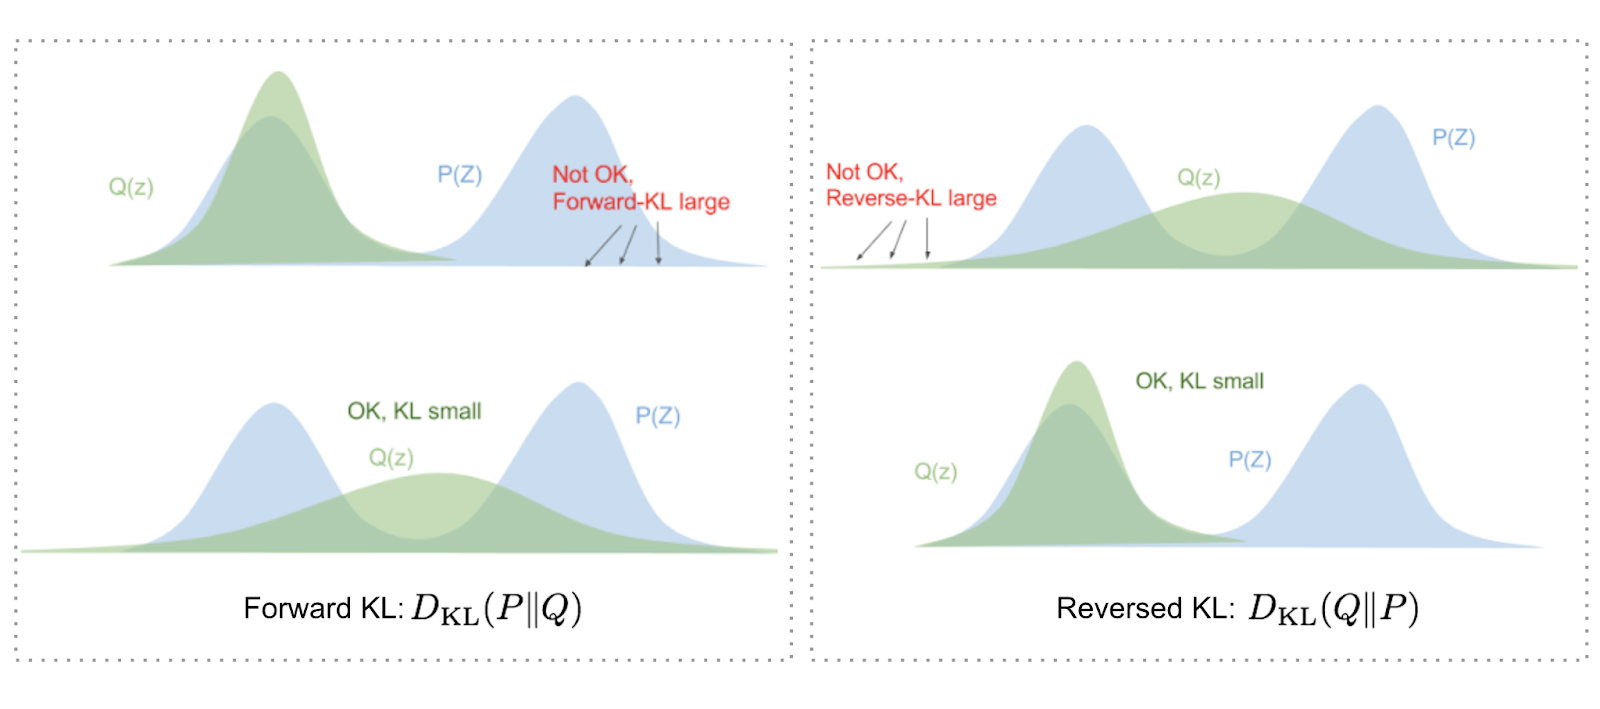 Q(z)
P(Z)
Not OK,
Forward-KL large
OK, KL small
Q(z)
P(Z)
Forward KL: D_KL(P‖Q)
Not OK,
Reverse-KL large
Q(z)
P(Z)
OK, KL small
Q(z)
P(Z)
Reversed KL: D_KL(Q‖P)